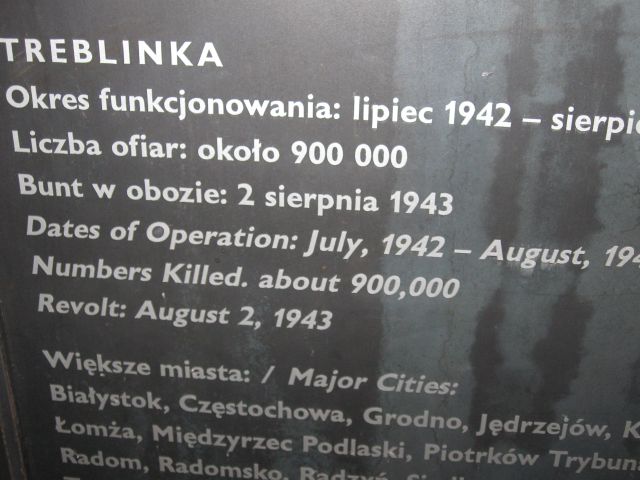 TREBLINKA
Okres funkcjonowania: lipiec 1942 –
Liczba ofiar: około 900 000
Bunt w obozie: 2 sierpnia 1943
Dates of Operation: July, 1942 – August,
Numbers Killed. about 900,000
Revolt: August 2, 1943
Większe miasta: / Major Cities:
Białystok, Częstochowa, Grodno, Jędrzejów,
Łomża, Międzyrzec Podlaski, Piotrków
Radom, Radomsko, Radzyń,